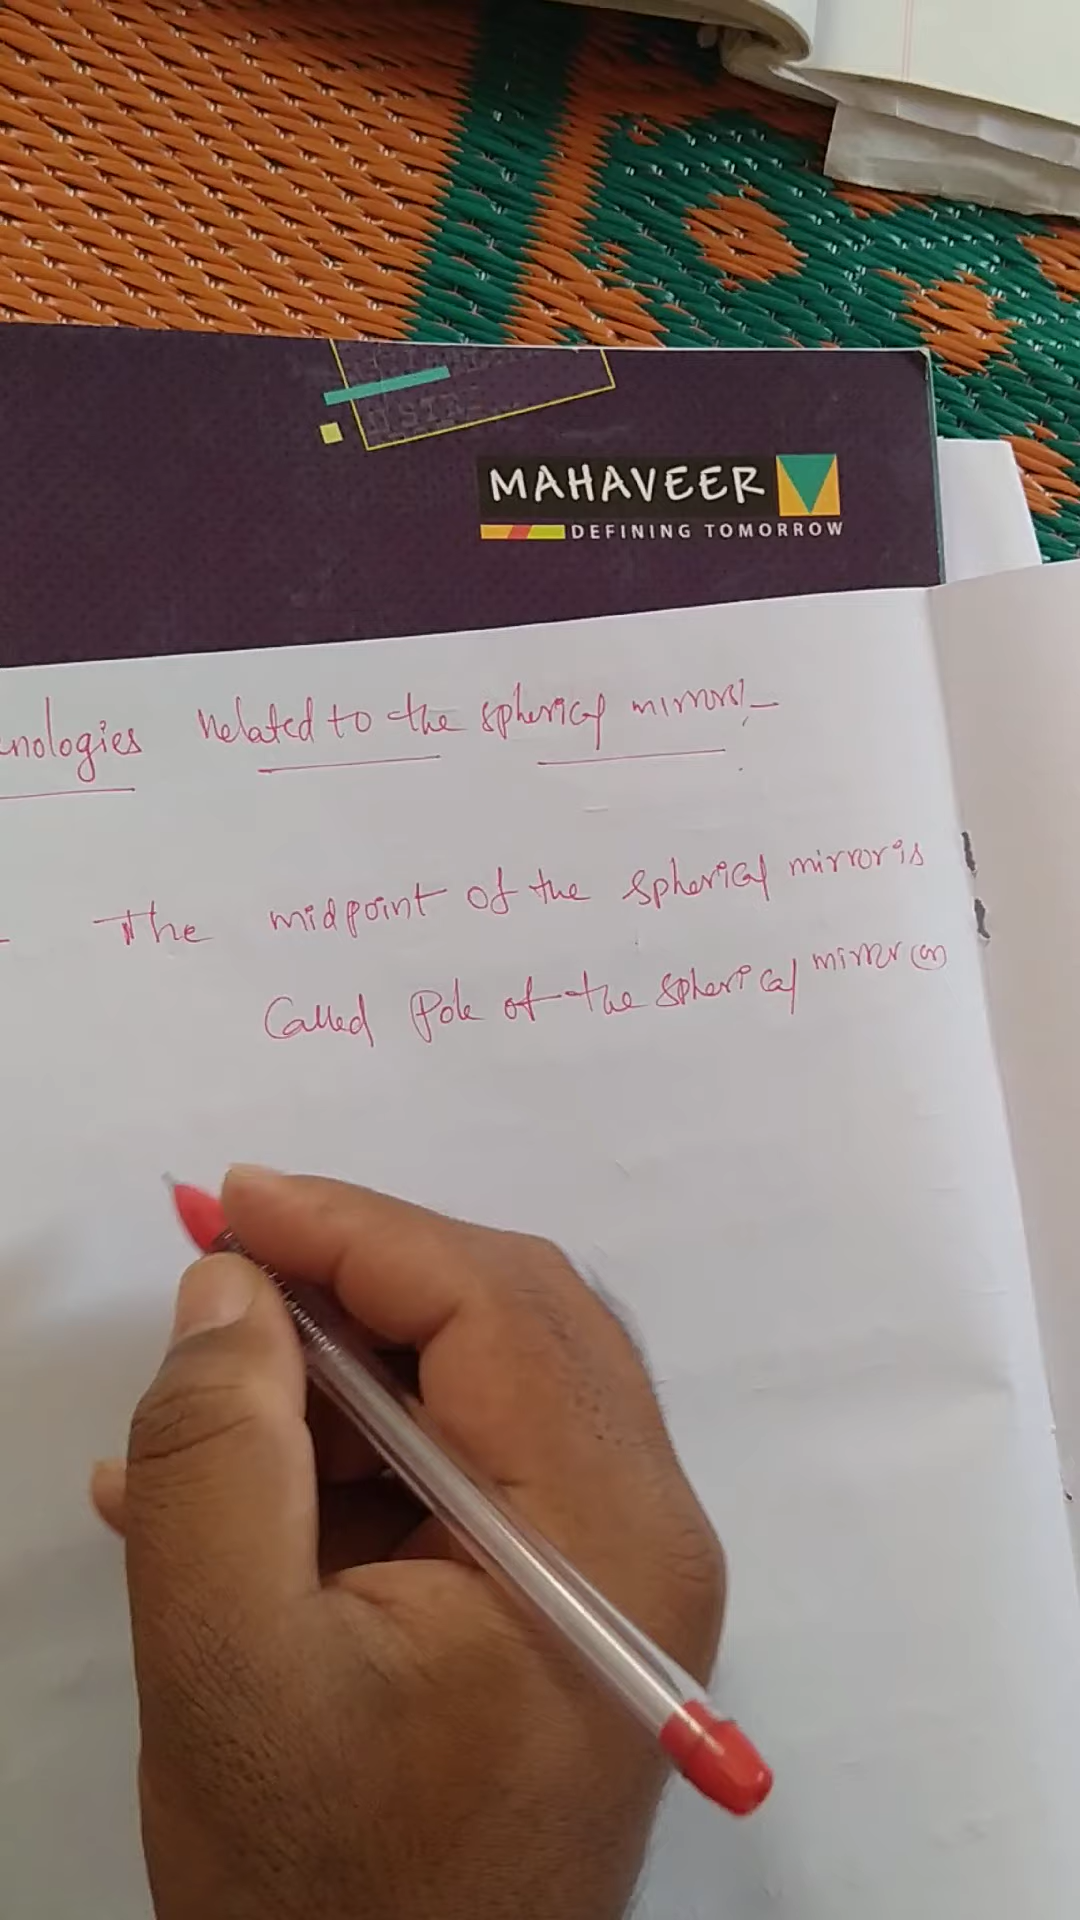 MAHAVEER
DEFINING TOMORROW
nologies related to the spherical mirrors:-
The midpoint of the spherical mirror is
Called Pole of the spherical mirror (or)